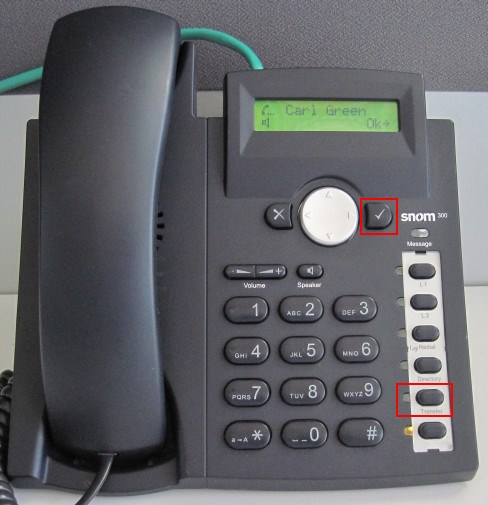 Carl Green
Ok→
snom 300
Message
L1
L2
Redial
Directory
Transfer
- +
Volume
Speaker
1
ABC 2
DEF 3
GHI 4
JKL 5
MNO 6
PQRS 7
TUV 8
WXYZ 9
a→A *
_ _0
#